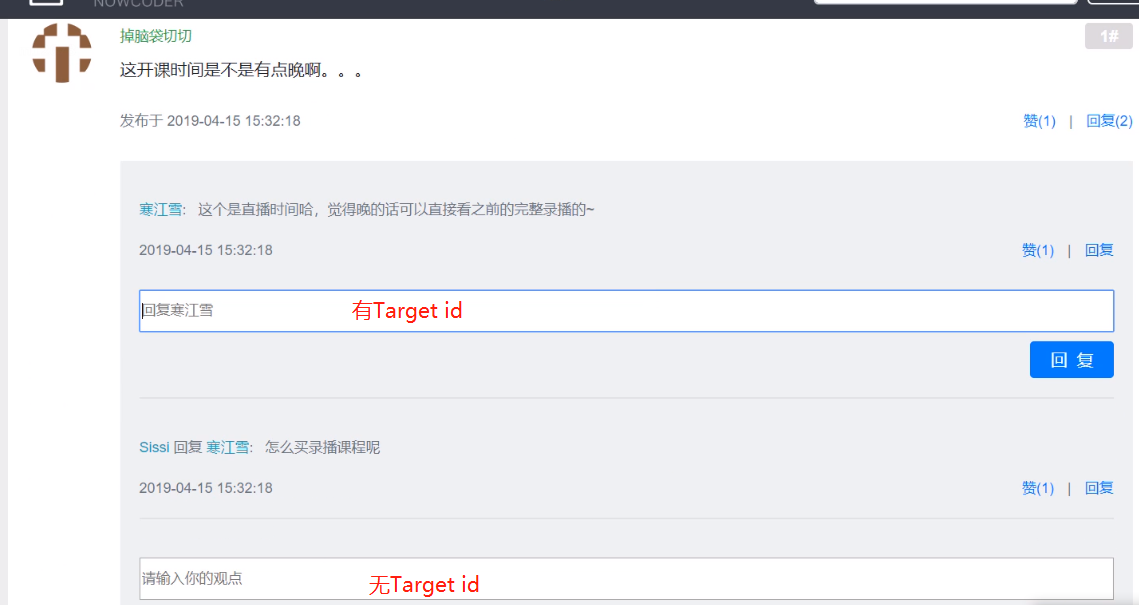 NOWCODER
掉脑袋切切
1#
这开课时间是不是有点晚啊。。。
发布于 2019-04-15 15:32:18
赞(1) | 回复(2)
寒江雪: 这个是直播时间哈，觉得晚的话可以直接看之前的完整录播的~
2019-04-15 15:32:18
赞(1) | 回复
回复寒江雪
有Target id
回 复
Sissi 回复 寒江雪: 怎么买录播课程呢
2019-04-15 15:32:18
赞(1) | 回复
请输入你的观点
无Target id